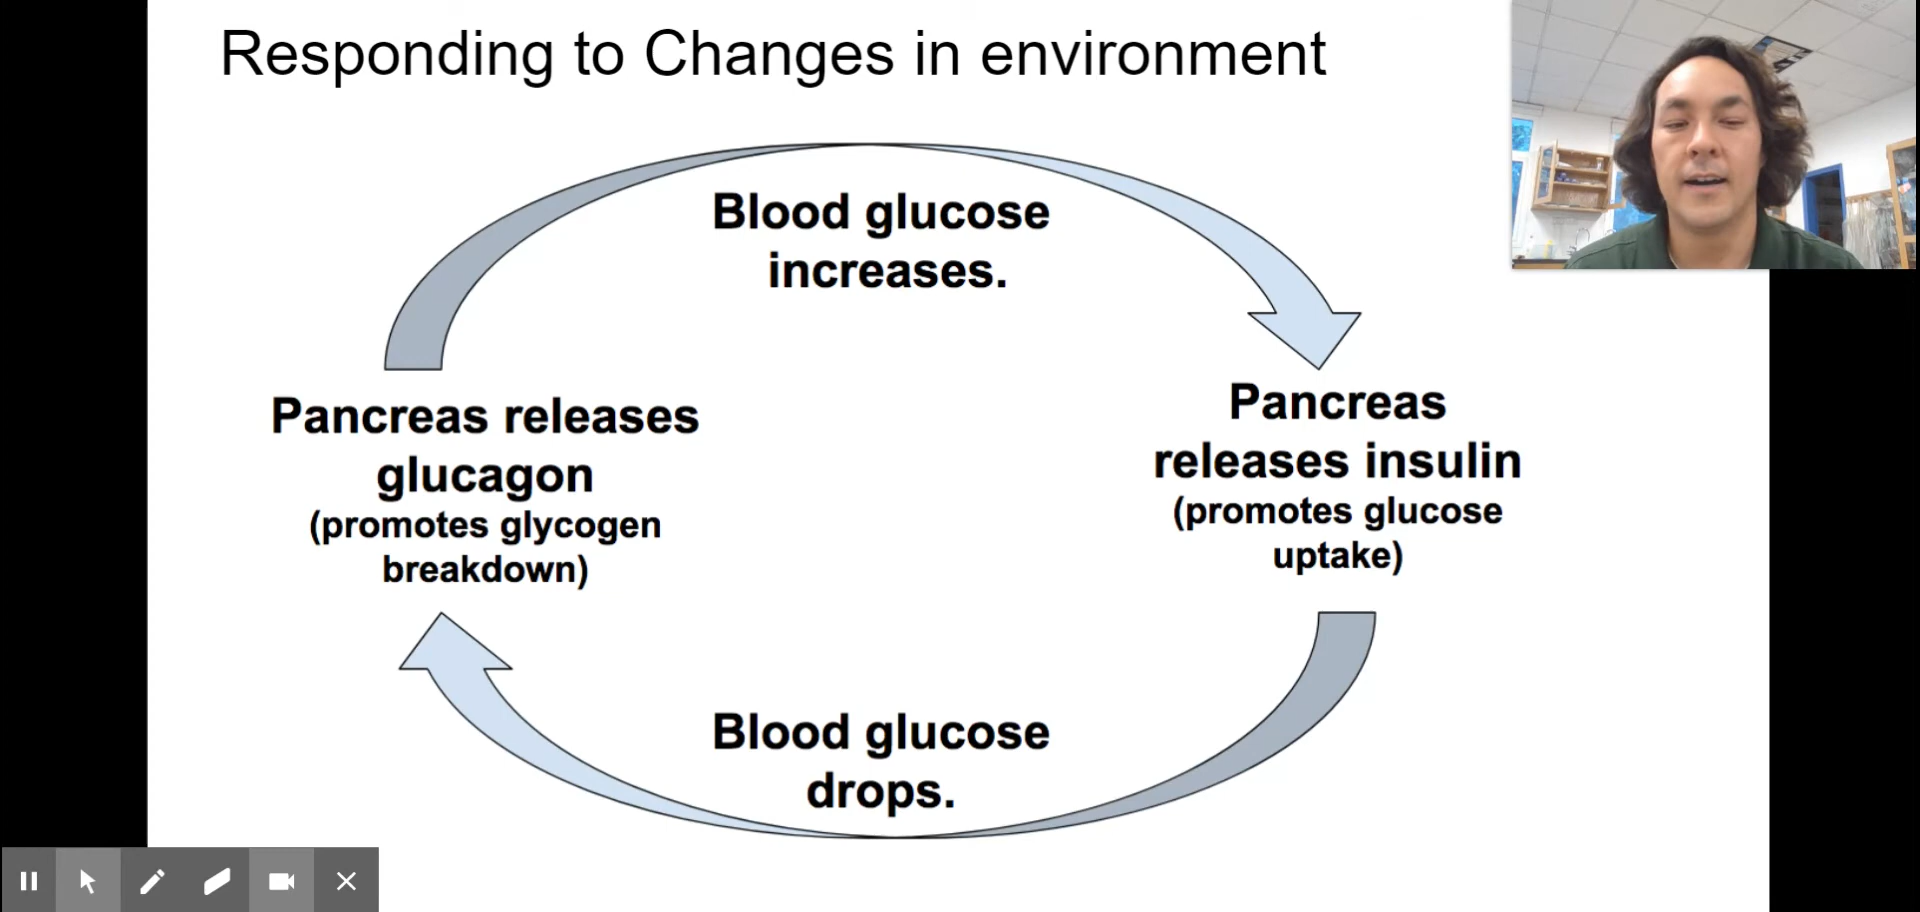 Responding to Changes in environment
Blood glucose
increases.
Pancreas releases
glucagon
(promotes glycogen
breakdown)
Pancreas
releases insulin
(promotes glucose
uptake)
Blood glucose
drops.